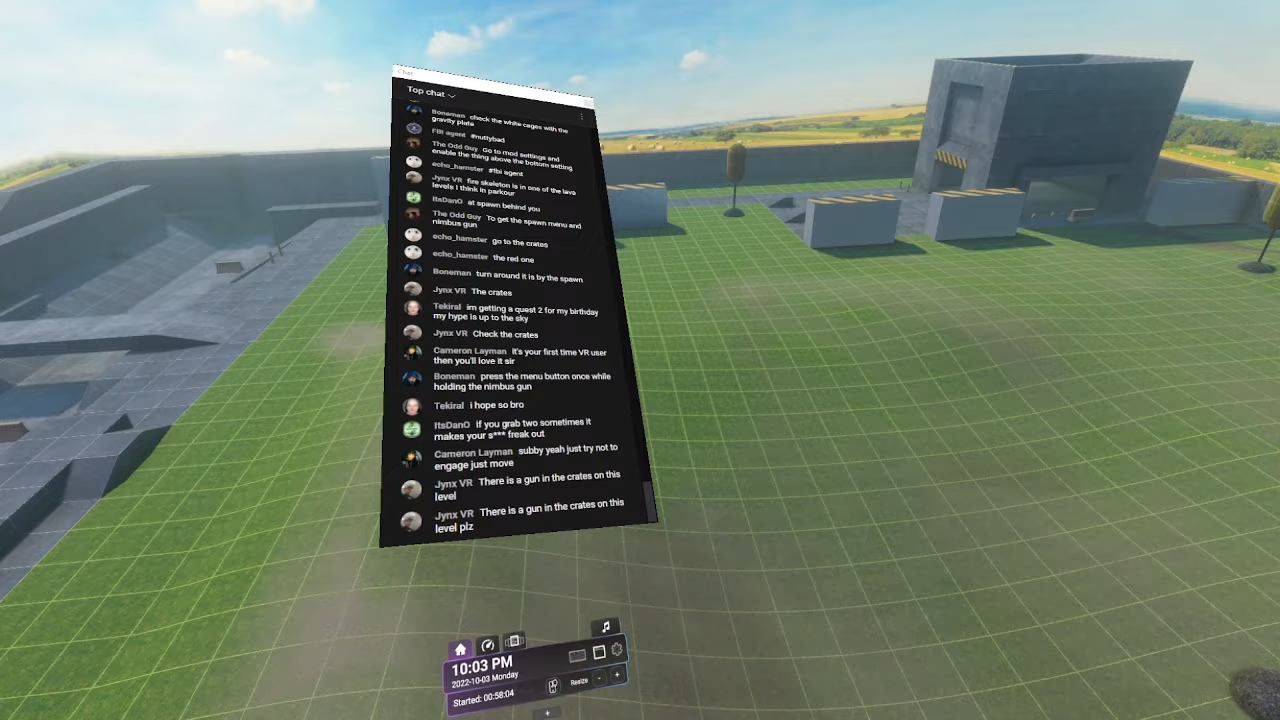 Chat
Top chat
Boneman check the white cages with the
gravity plate
FBI agent #nuttybad
The Odd Guy Go to mod settings and
enable the thing above the bottom setting
echo_hamster #fbi agent
Jynx VR fire skeleton is in one of the lava
levels I think in parkour
ItsDanO at spawn behind you
The Odd Guy To get the spawn menu and
nimbus gun
echo_hamster go to the crates
echo_hamster the red one
Boneman turn around it is by the spawn
Jynx VR The crates
Tekiral im getting a quest 2 for my birthday
my hype is up to the sky
Jynx VR Check the crates
Cameron Layman it's your first time VR user
then you'll love it sir
Boneman press the menu button once while
holding the nimbus gun
Tekiral i hope so bro
ItsDanO If you grab two sometimes it
makes your s*** freak out
Cameron Layman subby yeah just try not to
engage just move
Jynx VR There is a gun in the crates on this
level
Jynx VR There is a gun in the crates on this
level plz
10:03 PM
2022-10-03 Monday
Started: 00:58:04
Resize - +
+